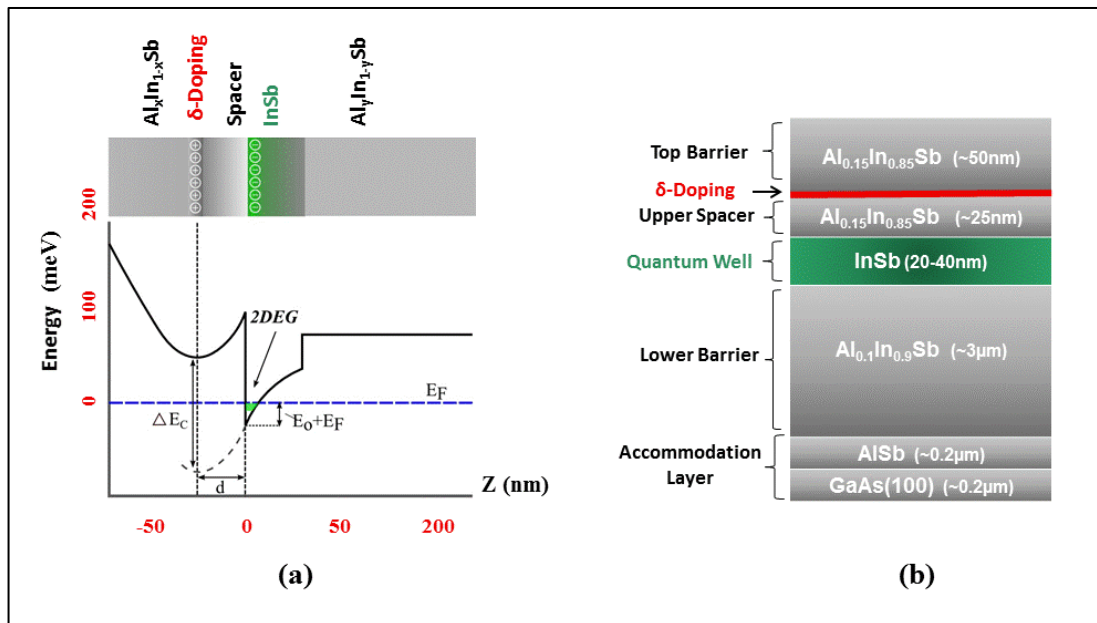 AlxIn1-xSb
δ-Doping
Spacer
InSb
AlyIn1-ySb
⊕
⊕
⊕
⊕
⊕
⊕
⊖
⊖
⊖
⊖
⊖
⊖
200
100
0
Energy (meV)
2DEG
EF
△EC
Eo+EF
d
Z (nm)
-50
0
50
200
(a)
Top Barrier
Al0.15In0.85Sb (~50nm)
δ-Doping
Upper Spacer
Al0.15In0.85Sb (~25nm)
Quantum Well
InSb (20-40nm)
Lower Barrier
Al0.1In0.9Sb (~3µm)
Accommodation
Layer
AlSb (~0.2µm)
GaAs(100) (~0.2µm)
(b)